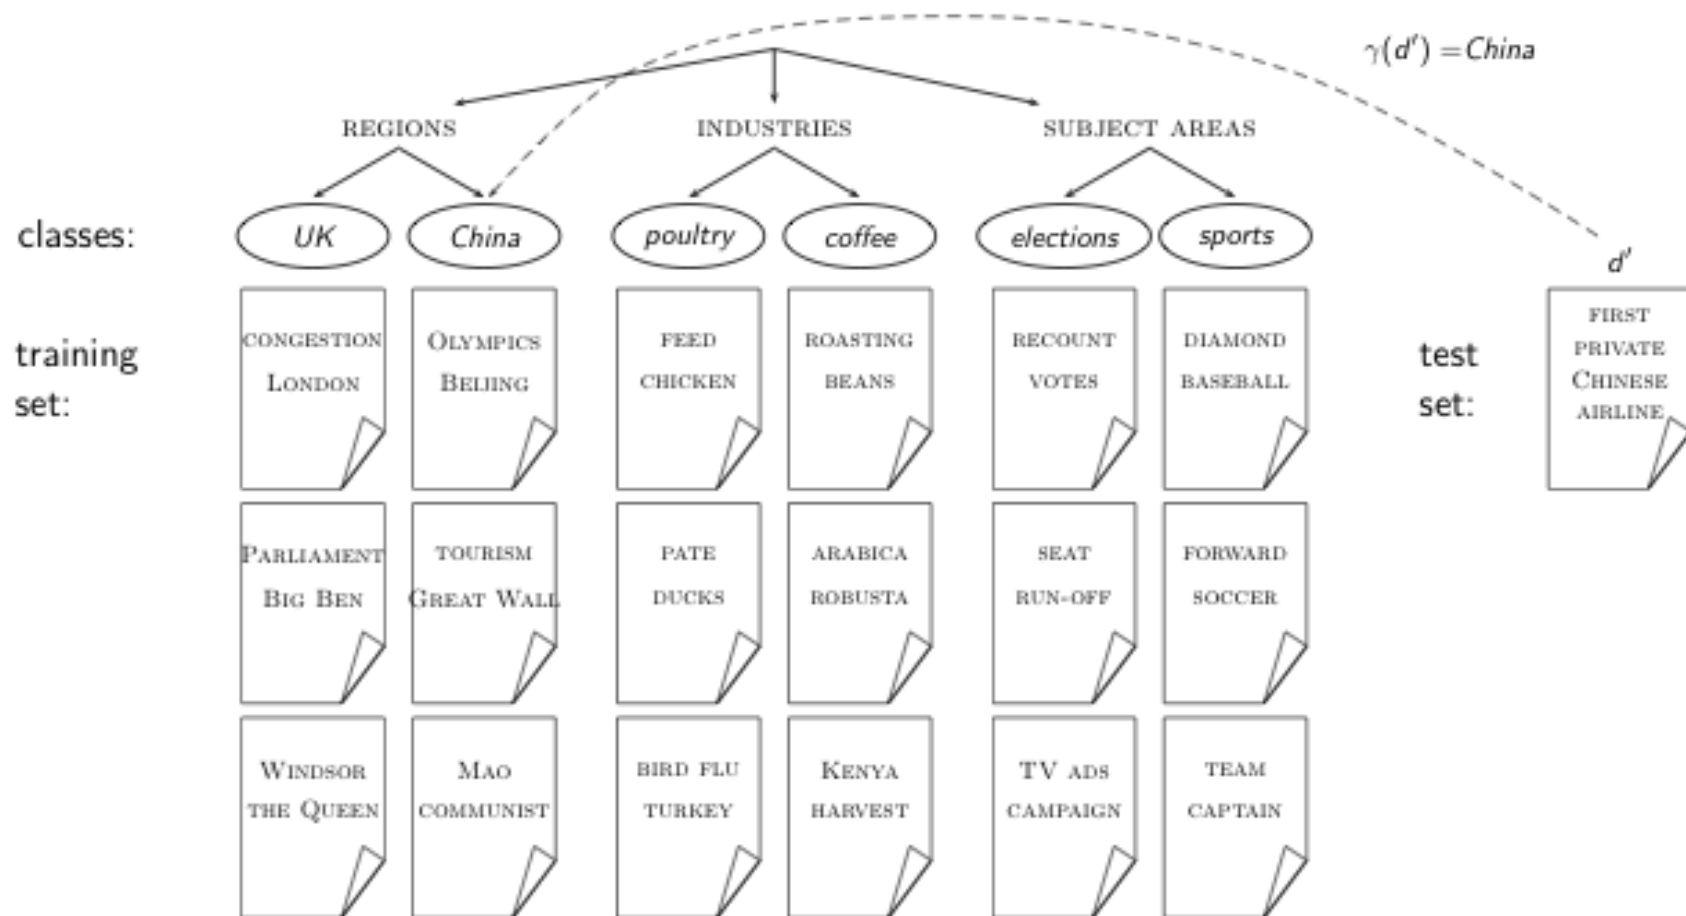 γ(d′) =China
REGIONS INDUSTRIES SUBJECT AREAS
classes: UK China poultry coffee elections sports
d′
training set:
CONGESTION LONDON
OLYMPICS BEIJING
FEED CHICKEN
ROASTING BEANS
RECOUNT VOTES
DIAMOND BASEBALL
test set:
FIRST PRIVATE CHINESE AIRLINE
PARLIAMENT BIG BEN
TOURISM GREAT WALL
PATE DUCKS
ARABICA ROBUSTA
SEAT RUN-OFF
FORWARD SOCCER
WINDSOR THE QUEEN
MAO COMMUNIST
BIRD FLU TURKEY
KENYA HARVEST
TV ADS CAMPAIGN
TEAM CAPTAIN